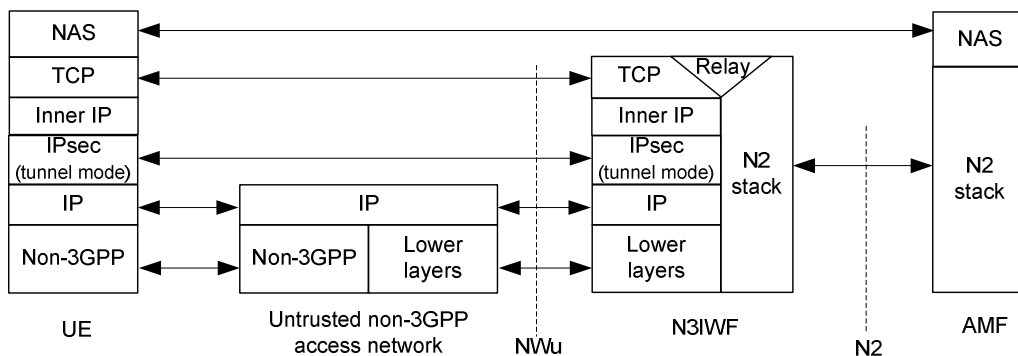 NAS
TCP
Inner IP
IPsec
(tunnel mode)
IP
Non-3GPP
UE
IP
Non-3GPP
Lower
layers
Untrusted non-3GPP
access network
NWu
TCP
Relay
Inner IP
IPsec
(tunnel mode)
IP
Lower
layers
N2
stack
N3IWF
N2
NAS
N2
stack
AMF